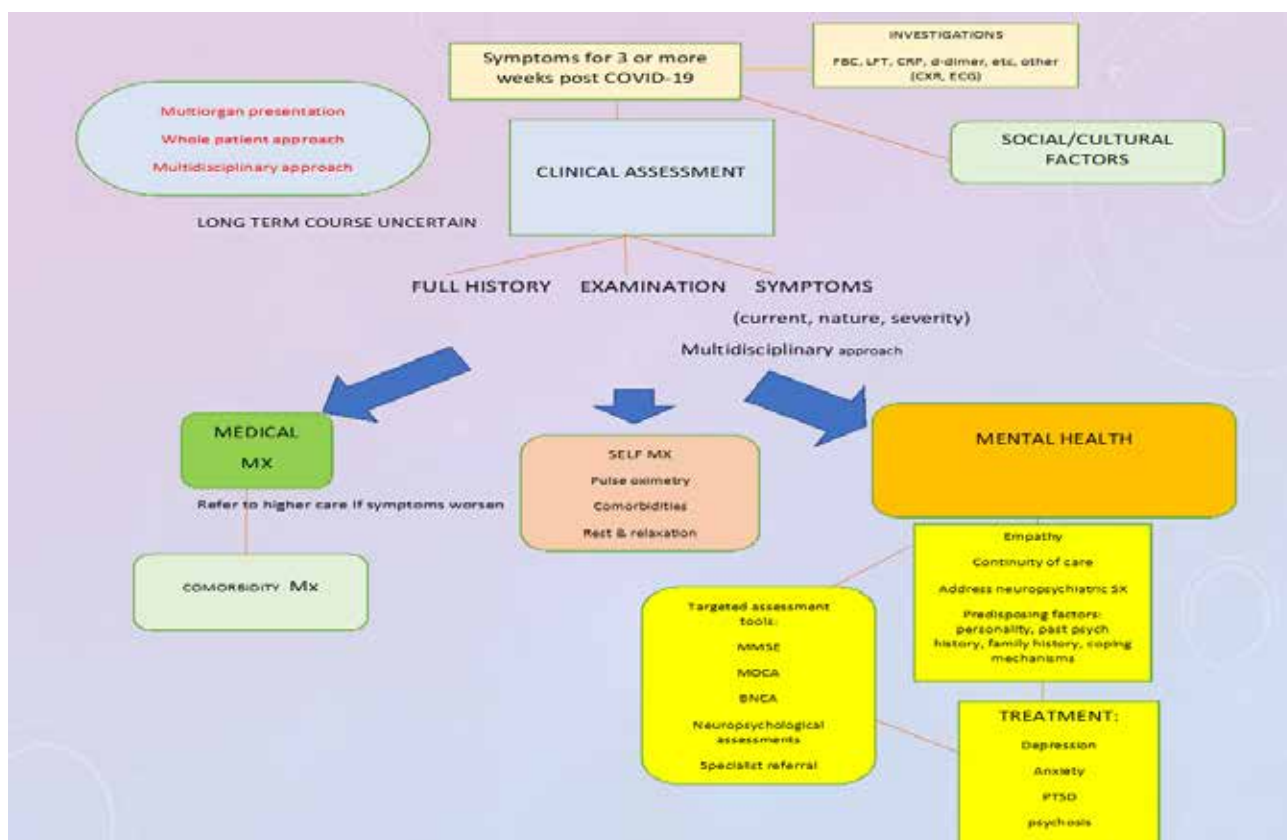 Symptoms for 3 or more
weeks post COVID-19
INVESTIGATIONS
FBC, LFT, CRP, d-dimer, etc, other
(CXR, ECG)
Multiorgan presentation
Whole patient approach
Multidisciplinary approach
CLINICAL ASSESSMENT
SOCIAL/CULTURAL
FACTORS
LONG TERM COURSE UNCERTAIN
FULL HISTORY
EXAMINATION
SYMPTOMS
(current, nature, severity)
Multidisciplinary approach
MEDICAL
MX
Refer to higher care if symptoms worsen
COMORBIDITY Mx
SELF MX
Pulse oximetry
Comorbidities
Rest & relaxation
MENTAL HEALTH
Empathy
Continuity of care
Address neuropsychiatric SX
Predisposing factors:
personality, past psych
history, family history, coping
mechanisms
Targeted assessment
tools:
MMSE
MOCA
BNCA
Neuropsychological
assessments
Specialist referral
TREATMENT:
Depression
Anxiety
PTSD
psychosis